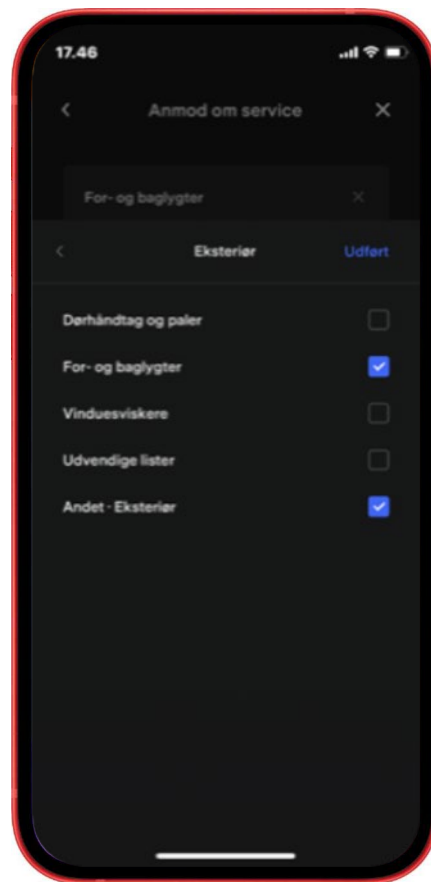 17.46
Anmod om service
For- og baglygter
Eksteriør Udført
Dørhåndtag og paler
For- og baglygter
Vinduesviskere
Udvendige lister
Andet · Eksteriør